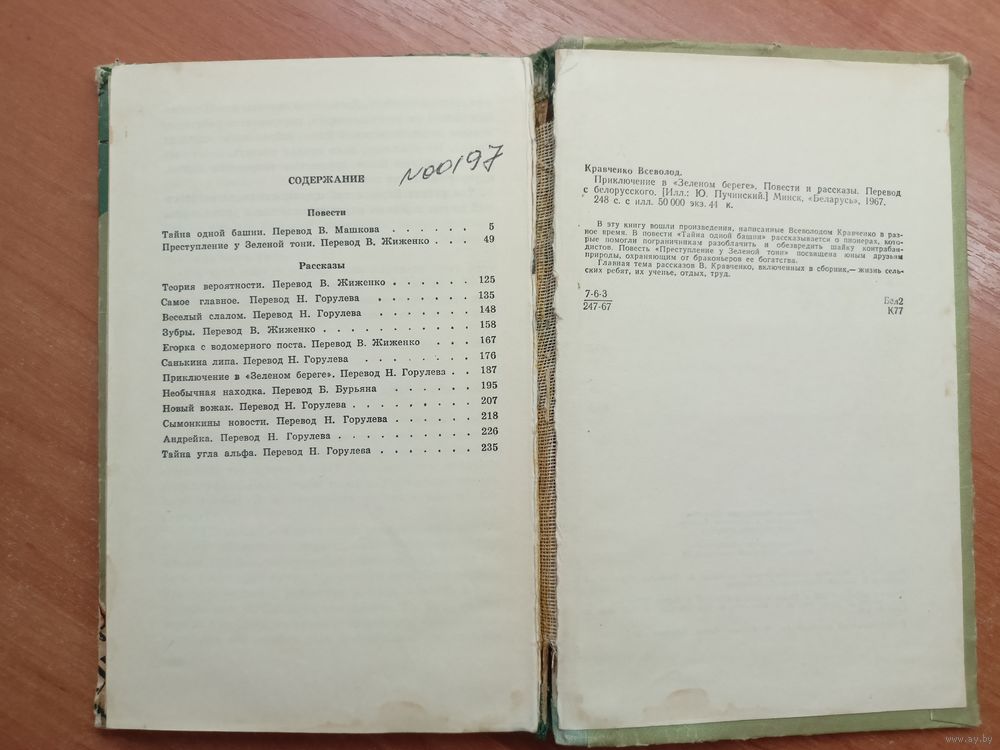 СОДЕРЖАНИЕ
N00197
Повести
Тайна одной башни. Перевод В. Машкова . . . . . . 5
Преступление у Зеленой тони. Перевод В. Жиженко . . . 49
Рассказы
Теория вероятности. Перевод В. Жиженко . . . . . . 125
Самое главное. Перевод Н. Горулева . . . . . . . 135
Веселый слалом. Перевод Н. Горулева . . . . . . 148
Зубры. Перевод В. Жиженко . . . . . . . . . 158
Егорка с водомерного поста. Перевод В. Жиженко . . . 167
Санькина липа. Перевод Н. Горулева . . . . . . . 176
Приключение в «Зеленом береге». Перевод Н. Горулева . . 187
Необычная находка. Перевод Б. Бурьяна . . . . . . 195
Новый вожак. Перевод Н. Горулева . . . . . . . . 207
Сымонкины новости. Перевод Н. Горулева . . . . . . 218
Андрейка. Перевод Н. Горулева . . . . . . . . . 226
Тайна угла альфа. Перевод Н. Горулева . . . . . . . 235
Кравченко Всеволод.
Приключение в «Зеленом береге». Повести и рассказы. Перевод
с белорусского. [Илл.: Ю. Пучинский.] Минск, «Беларусь», 1967.
248 с. с илл. 50 000 экз. 44 к.
В эту книгу вошли произведения, написанные Всеволодом Кравченко в раз-
ное время. В повести «Тайна одной башни» рассказывается о пионерах, кото-
рые помогли пограничникам разоблачить и обезвредить шайку контрабан-
дистов. Повесть «Преступление у Зеленой тони» посвящена юным друзьям
природы, охраняющим от браконьеров ее богатства.
Главная тема рассказов В. Кравченко, включенных в сборник,— жизнь сель-
ских ребят, их ученье, отдых, труд.
7-6-3
247-67
Бел2
К77
www.ay.by